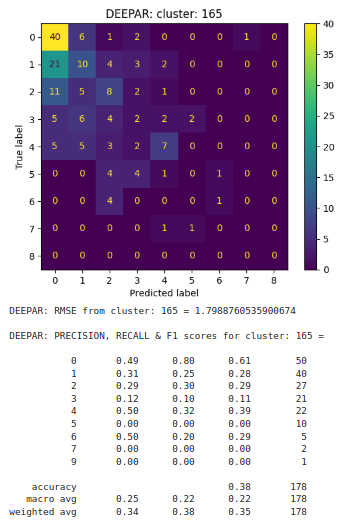 DEEPAR: cluster: 165
0 40 6 1 2 0 0 0 1 0
1 21 10 4 3 2 0 0 0 0
2 11 5 8 2 1 0 0 0 0
3 5 6 4 2 2 2 0 0 0
4 5 5 3 2 7 0 0 0 0
5 0 0 4 4 1 0 1 0 0
6 0 0 4 0 0 0 1 0 0
7 0 0 0 0 1 1 0 0 0
8 0 0 0 0 0 0 0 0 0
0 1 2 3 4 5 6 7 8
True label
Predicted label
40
35
30
25
20
15
10
5
0
DEEPAR: RMSE from cluster: 165 = 1.7988760535900674
DEEPAR: PRECISION, RECALL & F1 scores for cluster: 165 =
0 0.49 0.80 0.61 50
1 0.31 0.25 0.28 40
2 0.29 0.30 0.29 27
3 0.12 0.10 0.11 21
4 0.50 0.32 0.39 22
5 0.00 0.00 0.00 10
6 0.50 0.20 0.29 5
7 0.00 0.00 0.00 2
9 0.00 0.00 0.00 1
accuracy 0.38 178
macro avg 0.25 0.22 0.22 178
weighted avg 0.34 0.38 0.35 178